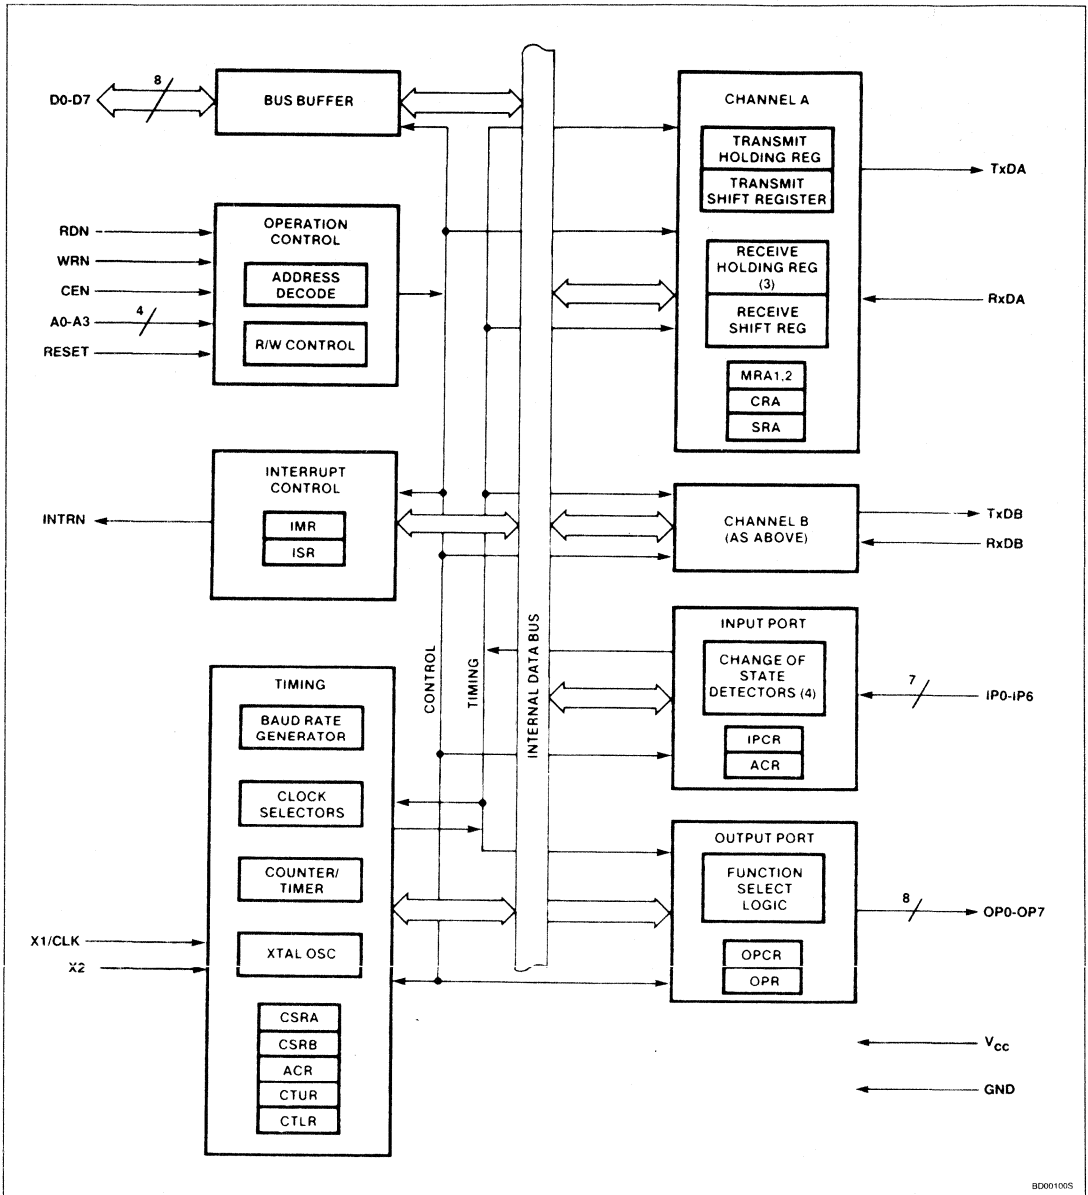 D0-D7
8
BUS BUFFER
RDN
WRN
CEN
A0-A3
4
RESET
OPERATION
CONTROL
ADDRESS
DECODE
R/W CONTROL
INTRN
INTERRUPT
CONTROL
IMR
ISR
X1/CLK
X2
TIMING
BAUD RATE
GENERATOR
CLOCK
SELECTORS
COUNTER/
TIMER
XTAL OSC
CSRA
CSRB
ACR
CTUR
CTLR
CONTROL
TIMING
INTERNAL DATA BUS
CHANNEL A
TRANSMIT
HOLDING REG
TRANSMIT
SHIFT REGISTER
RECEIVE
HOLDING REG
(3)
RECEIVE
SHIFT REG
MRA1,2
CRA
SRA
TxDA
RxDA
CHANNEL B
(AS ABOVE)
TxDB
RxDB
INPUT PORT
CHANGE OF
STATE
DETECTORS (4)
IPCR
ACR
7
IP0-IP6
OUTPUT PORT
FUNCTION
SELECT
LOGIC
OPCR
OPR
8
OP0-OP7
VCC
GND
BD00100S